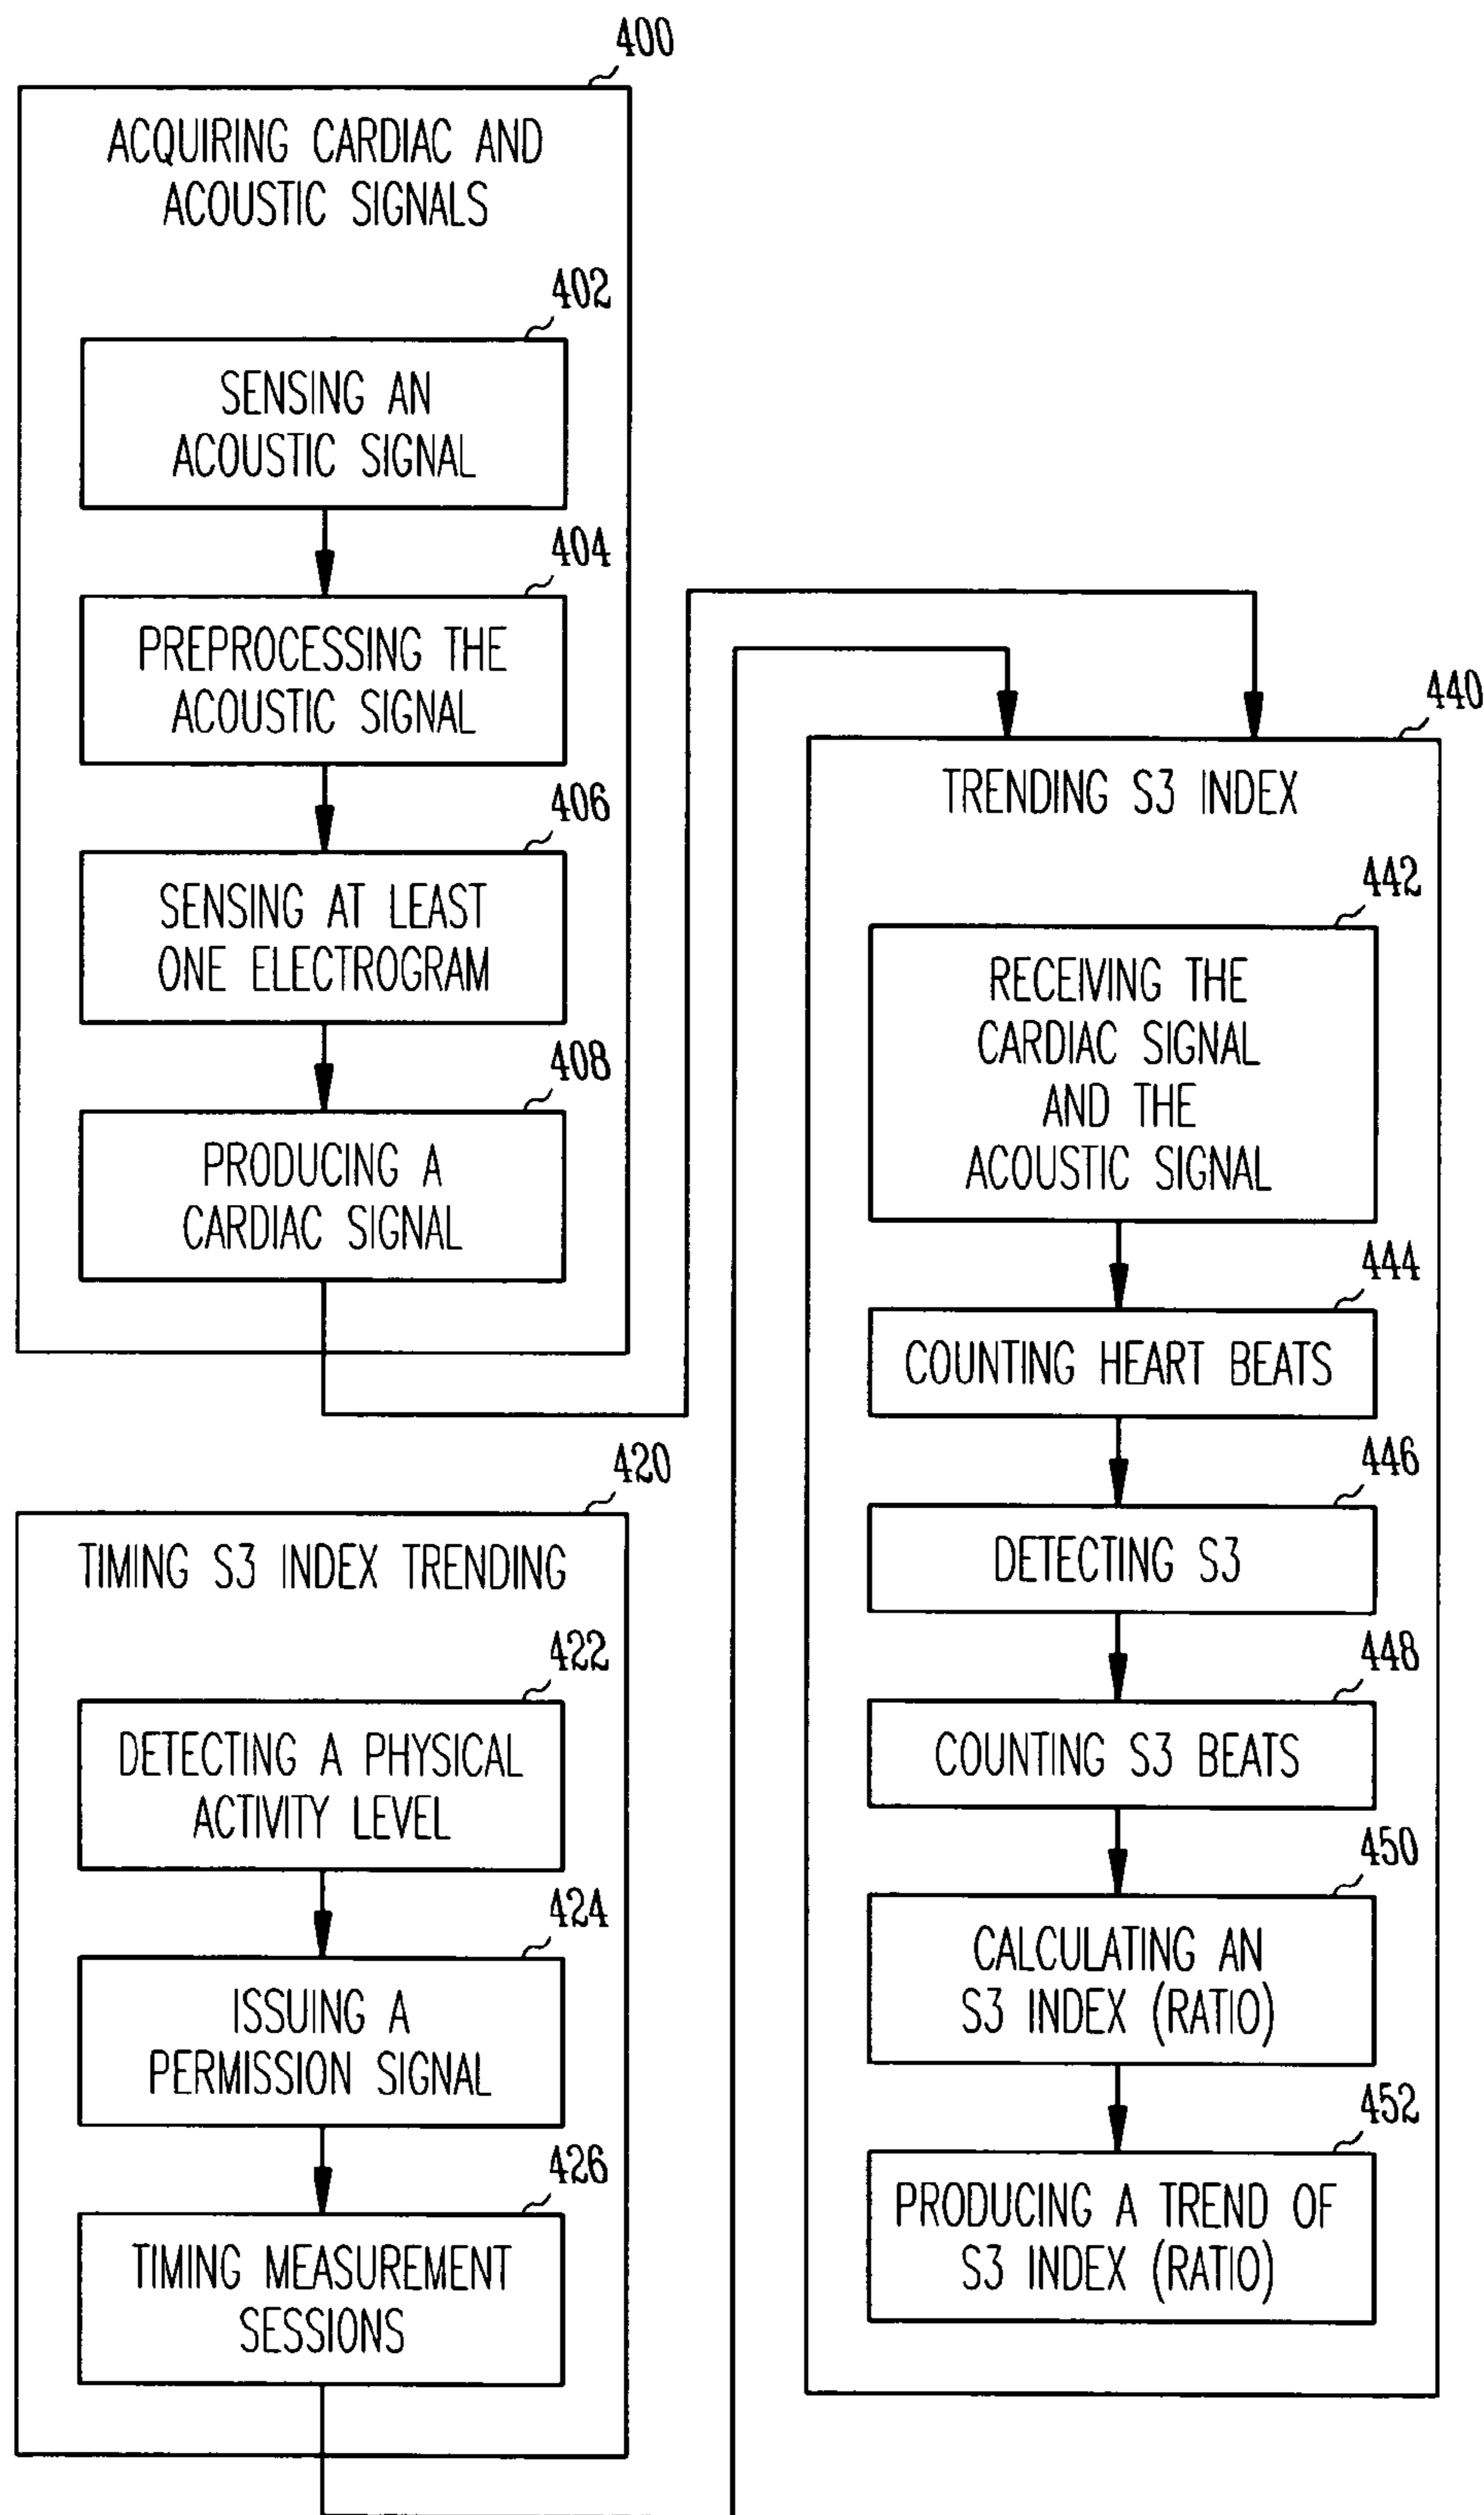 400
ACQUIRING CARDIAC AND
ACOUSTIC SIGNALS
402
SENSING AN
ACOUSTIC SIGNAL
404
PREPROCESSING THE
ACOUSTIC SIGNAL
406
SENSING AT LEAST
ONE ELECTROGRAM
408
PRODUCING A
CARDIAC SIGNAL
420
TIMING S3 INDEX TRENDING
422
DETECTING A PHYSICAL
ACTIVITY LEVEL
424
ISSUING A
PERMISSION SIGNAL
426
TIMING MEASUREMENT
SESSIONS
440
TRENDING S3 INDEX
442
RECEIVING THE
CARDIAC SIGNAL
AND THE
ACOUSTIC SIGNAL
444
COUNTING HEART BEATS
446
DETECTING S3
448
COUNTING S3 BEATS
450
CALCULATING AN
S3 INDEX (RATIO)
452
PRODUCING A TREND OF
S3 INDEX (RATIO)